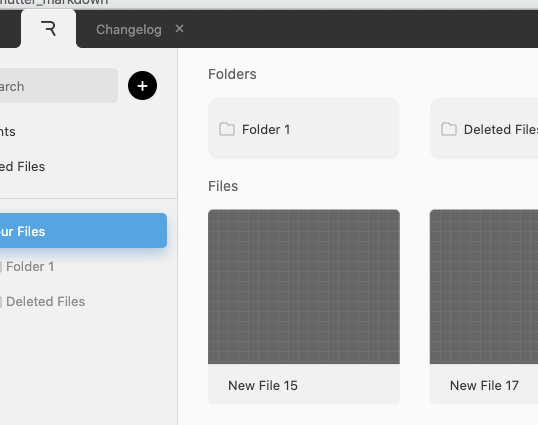 flutter_markdown
Changelog
arch
nts
ed Files
ur Files
Folder 1
Deleted Files
Folders
Folder 1
Deleted Files
Files
New File 15
New File 17